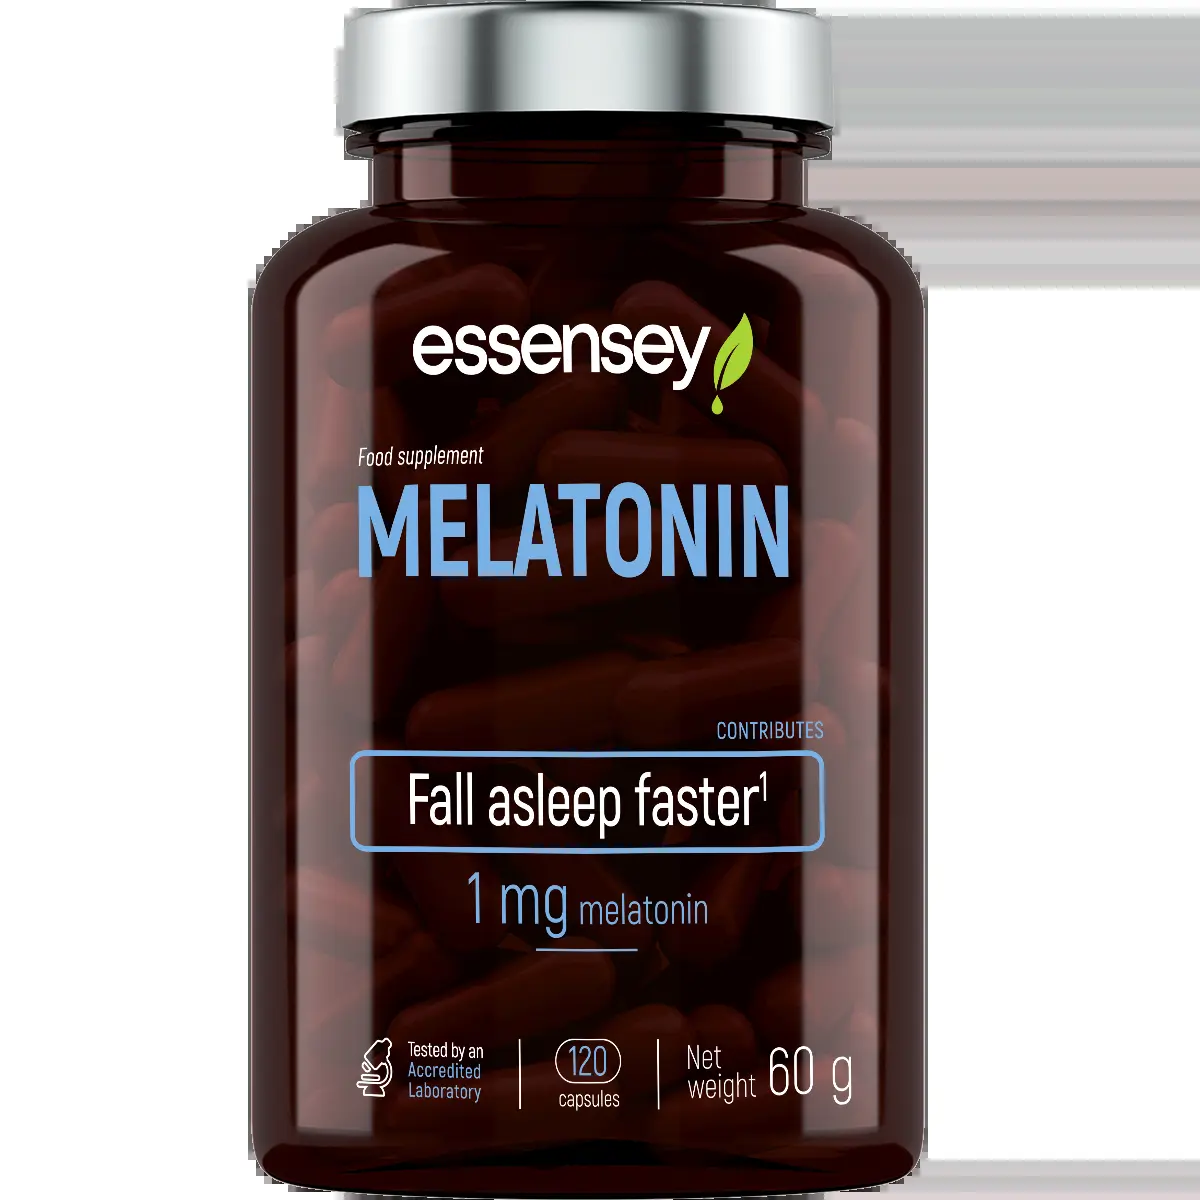 essensey
Food supplement
MELATONIN
CONTRIBUTES
Fall asleep faster¹
1 mg melatonin
Tested by an
Accredited
Laboratory
120
capsules
Net
weight 60 g